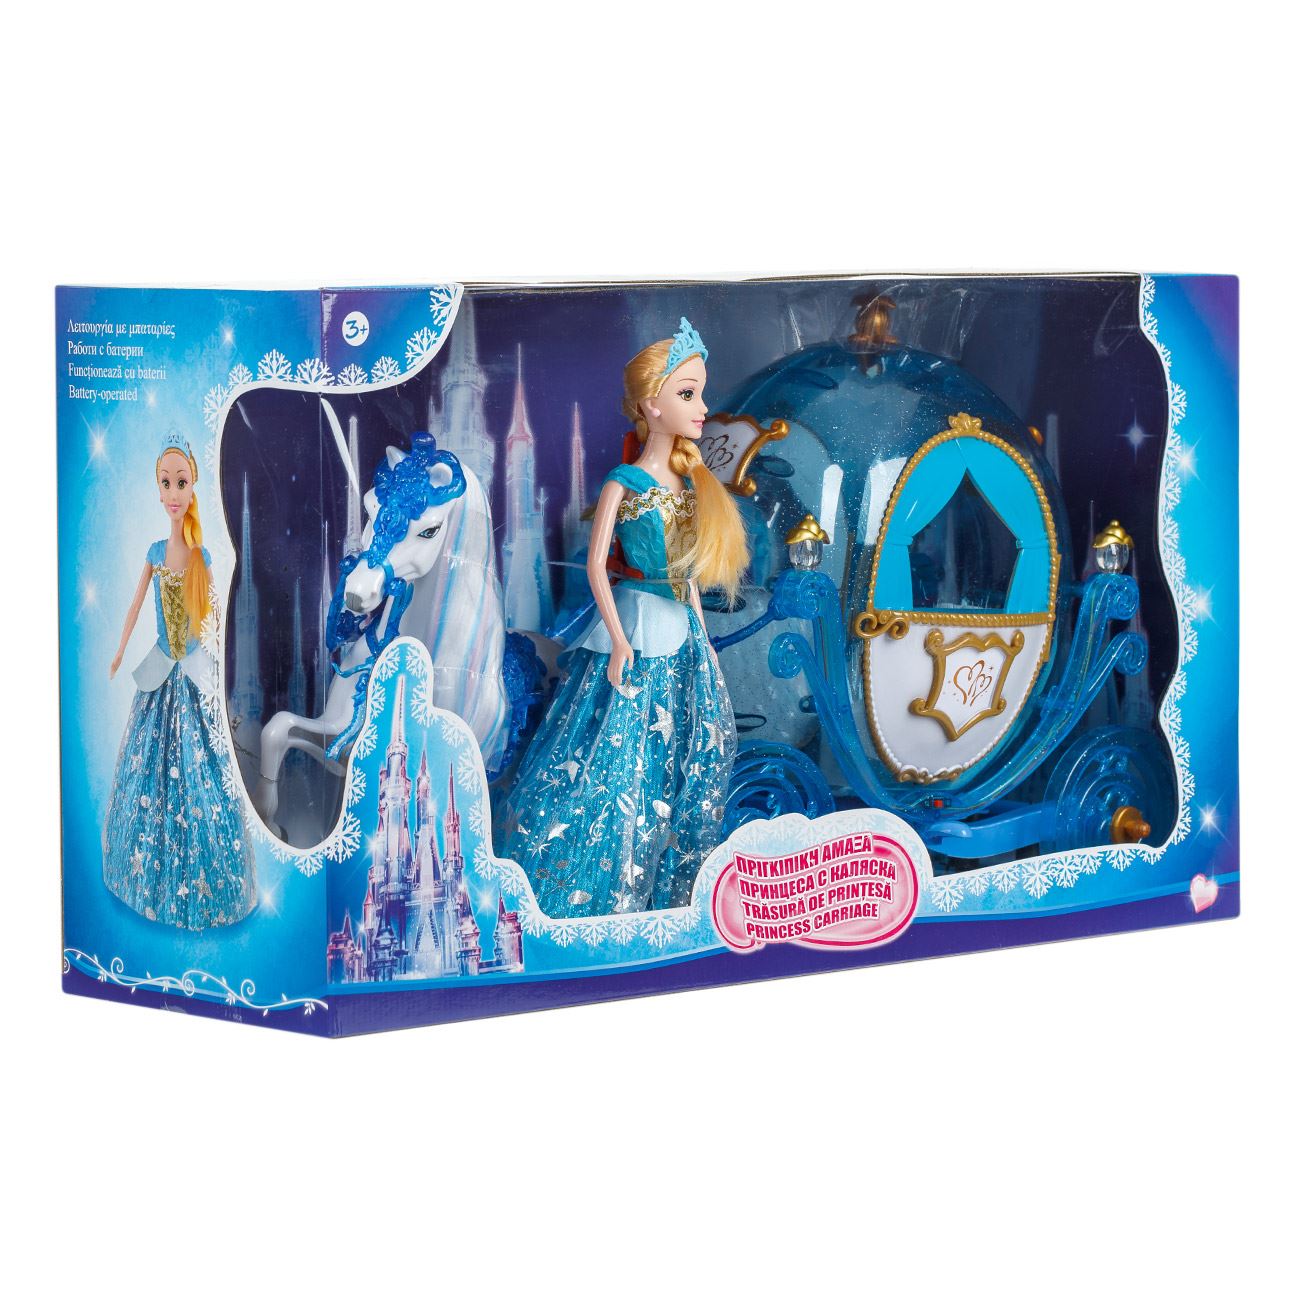 Λειτουργία με μπαταρίες
Работи с батерии
Funcționează cu baterii
Battery-operated
3+
ΠΡΙΓΚΙΠΙΚΗ ΑΜΑΞΑ
ПРИНЦЕСА С КАЛЯСКА
TRĂSURĂ DE PRINȚESĂ
PRINCESS CARRIAGE